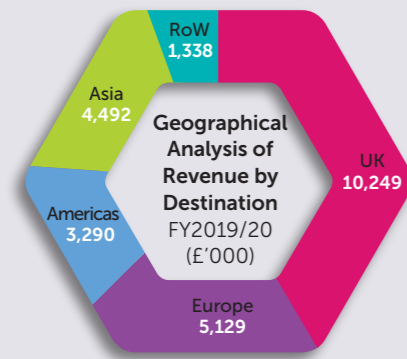 RoW
1,338
Asia
4,492
Geographical
Analysis of
Revenue by
Destination
FY2019/20
(£'000)
UK
10,249
Americas
3,290
Europe
5,129